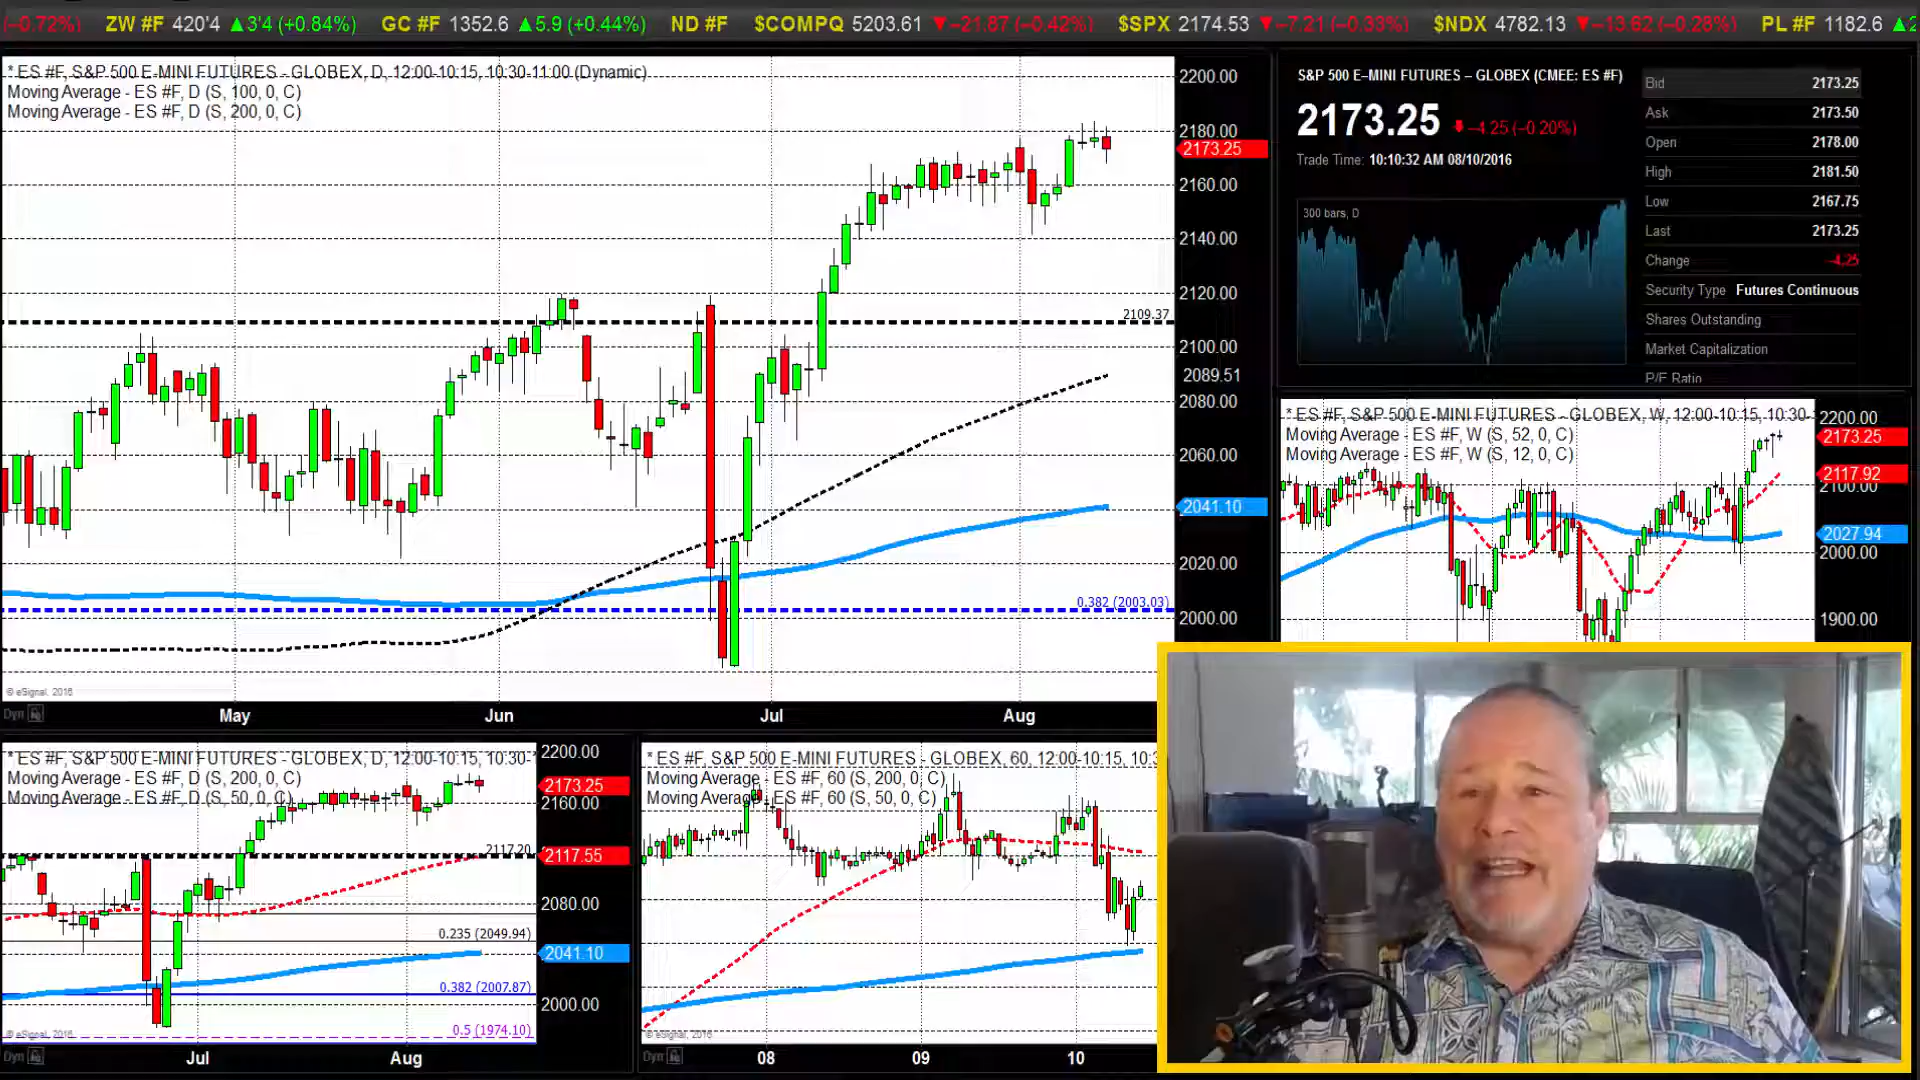 (−0.72%) ZW #F 420'4 ▲3'4 (+0.84%) GC #F 1352.6 ▲5.9 (+0.44%) ND #F $COMPQ 5203.61 ▼−21.87 (−0.42%) $SPX 2174.53 ▼−7.21 (−0.33%) $NDX 4782.13 ▼−13.62 (−0.28%) PL #F 1182.6 ▲2
* ES #F, S&P 500 E-MINI FUTURES - GLOBEX, D, 12:00-10:15, 10:30-11:00 (Dynamic)
Moving Average - ES #F, D (S, 100, 0, C)
Moving Average - ES #F, D (S, 200, 0, C)
2200.00
2180.00
2173.25
2160.00
2140.00
2120.00
2109.37
2100.00
2089.51
2080.00
2060.00
2041.10
2020.00
0.382 (2003.03)
2000.00
© eSignal, 2016
Dyn
May Jun Jul Aug
S&P 500 E–MINI FUTURES – GLOBEX (CMEE: ES #F)
2173.25 −4.25 (−0.20%)
Trade Time: 10:10:32 AM 08/10/2016
300 bars, D
Bid 2173.25
Ask 2173.50
Open 2178.00
High 2181.50
Low 2167.75
Last 2173.25
Change −4.25
Security Type Futures Continuous
Shares Outstanding
Market Capitalization
P/E Ratio
* ES #F, S&P 500 E-MINI FUTURES - GLOBEX, W, 12:00-10:15, 10:30-
Moving Average - ES #F, W (S, 52, 0, C)
Moving Average - ES #F, W (S, 12, 0, C)
2200.00
2173.25
2117.92
2100.00
2027.94
2000.00
1900.00
* ES #F, S&P 500 E-MINI FUTURES - GLOBEX, D, 12:00-10:15, 10:30-
Moving Average - ES #F, D (S, 200, 0, C)
Moving Average - ES #F, D (S, 50, 0, C)
2200.00
2173.25
2160.00
2117.20
2117.55
2080.00
0.235 (2049.94)
2041.10
0.382 (2007.87)
2000.00
0.5 (1974.10)
© eSignal, 2016
Dyn
Jul Aug
* ES #F, S&P 500 E-MINI FUTURES - GLOBEX, 60, 12:00-10:15, 10:3
Moving Average - ES #F, 60 (S, 200, 0, C)
Moving Average - ES #F, 60 (S, 50, 0, C)
© eSignal, 2016
Dyn
08 09 10